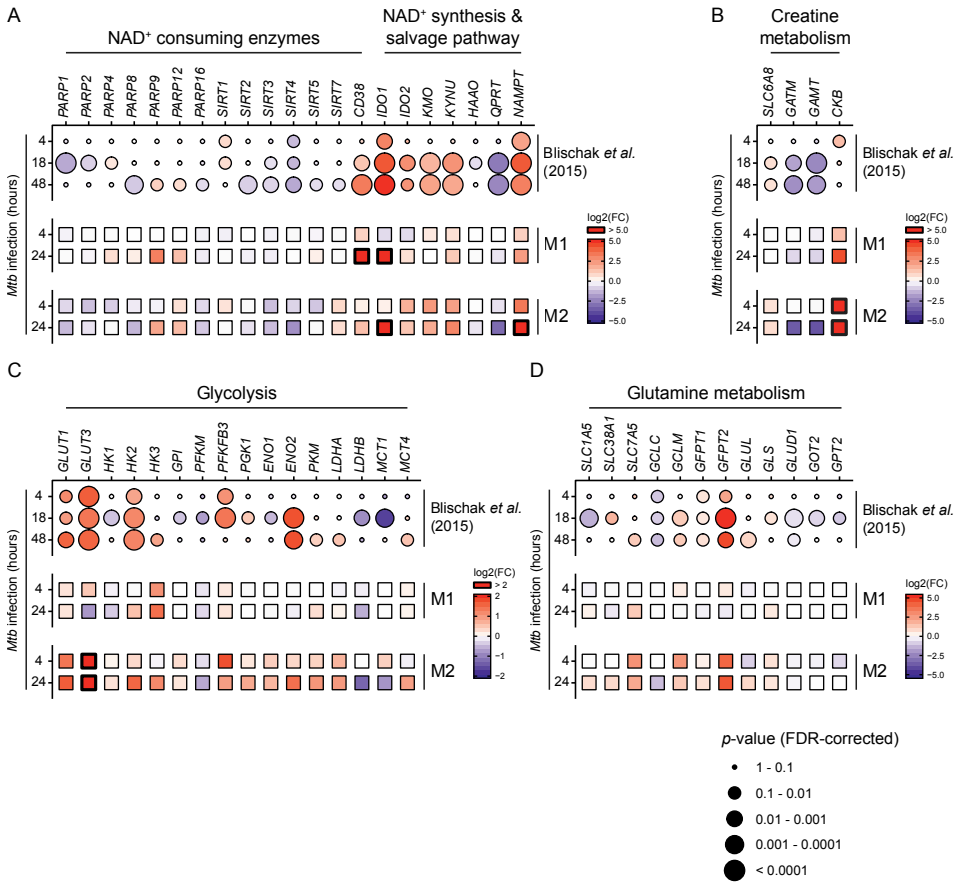 A
NAD+ consuming enzymes
NAD+ synthesis &
salvage pathway
PARP1 PARP2 PARP4 PARP8 PARP9 PARP12 PARP16 SIRT1 SIRT2 SIRT3 SIRT4 SIRT5 SIRT7 CD38 IDO1 IDO2 KMO KYNU HAAO QPRT NAMPT
4
18
48
Blischak et al.
(2015)
Mtb infection (hours)
4
24
M1
4
24
M2
log2(FC)
> 5.0
5.0
2.5
0.0
−2.5
−5.0
B
Creatine
metabolism
SLC6A8 GATM GAMT CKB
4
18
48
Blischak et al.
(2015)
Mtb infection (hours)
4
24
M1
4
24
M2
log2(FC)
> 5.0
5.0
2.5
0.0
−2.5
−5.0
C
Glycolysis
GLUT1 GLUT3 HK1 HK2 HK3 GPI PFKM PFKFB3 PGK1 ENO1 ENO2 PKM LDHA LDHB MCT1 MCT4
4
18
48
Blischak et al.
(2015)
Mtb infection (hours)
4
24
M1
4
24
M2
log2(FC)
> 2
2
1
0
−1
−2
D
Glutamine metabolism
SLC1A5 SLC38A1 SLC7A5 GCLC GCLM GFPT1 GFPT2 GLUL GLS GLUD1 GOT2 GPT2
4
18
48
Blischak et al.
(2015)
Mtb infection (hours)
4
24
M1
4
24
M2
log2(FC)
5.0
2.5
0.0
−2.5
−5.0
p-value (FDR-corrected)
1 - 0.1
0.1 - 0.01
0.01 - 0.001
0.001 - 0.0001
< 0.0001